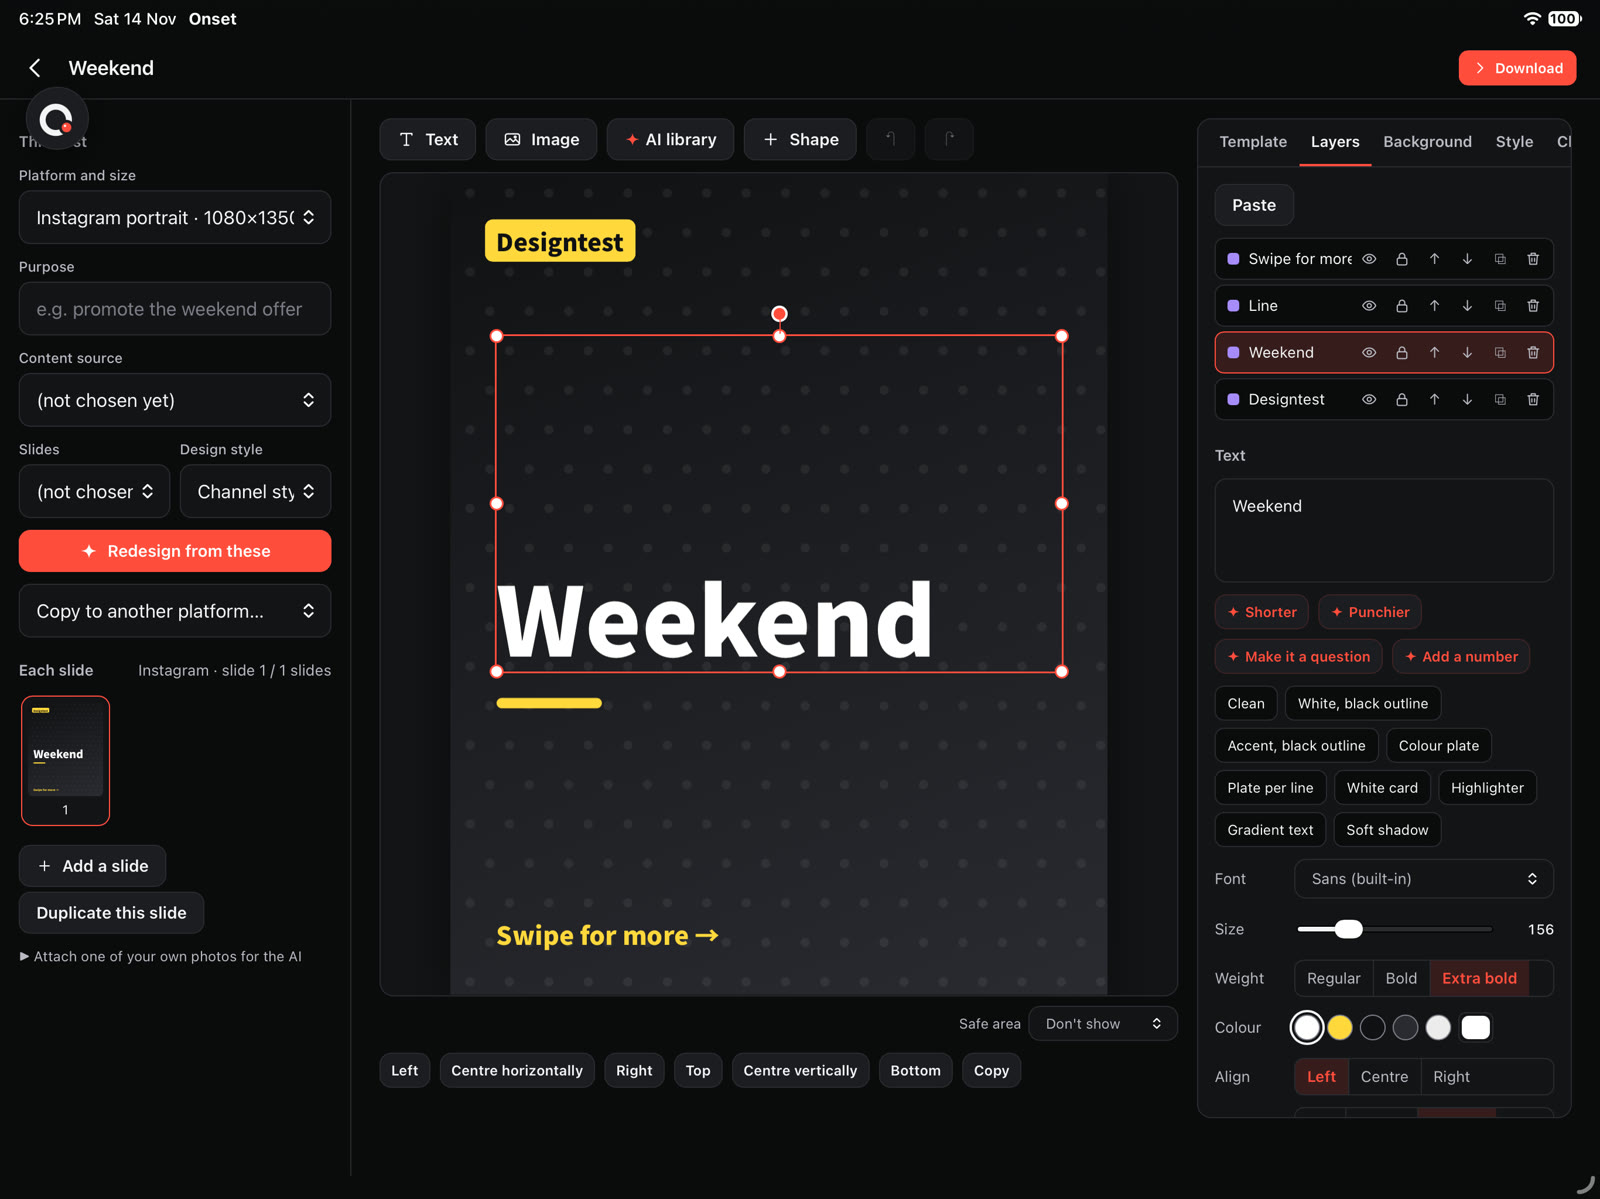 6:25 PM Sat 14 Nov Onset
100
Weekend
Download
Platform and size
Instagram portrait · 1080×1350
Purpose
e.g. promote the weekend offer
Content source
(not chosen yet)
Slides
Design style
(not chosen
Channel sty
Redesign from these
Copy to another platform...
Each slide
Instagram · slide 1 / 1 slides
Weekend
1
Add a slide
Duplicate this slide
Attach one of your own photos for the AI
Text
Image
AI library
Shape
Designtest
Weekend
Swipe for more →
Safe area
Don't show
Left
Centre horizontally
Right
Top
Centre vertically
Bottom
Copy
Template
Layers
Background
Style
Paste
Swipe for more
Line
Weekend
Designtest
Text
Weekend
Shorter
Punchier
Make it a question
Add a number
Clean
White, black outline
Accent, black outline
Colour plate
Plate per line
White card
Highlighter
Gradient text
Soft shadow
Font
Sans (built-in)
Size
156
Weight
Regular
Bold
Extra bold
Colour
Align
Left
Centre
Right